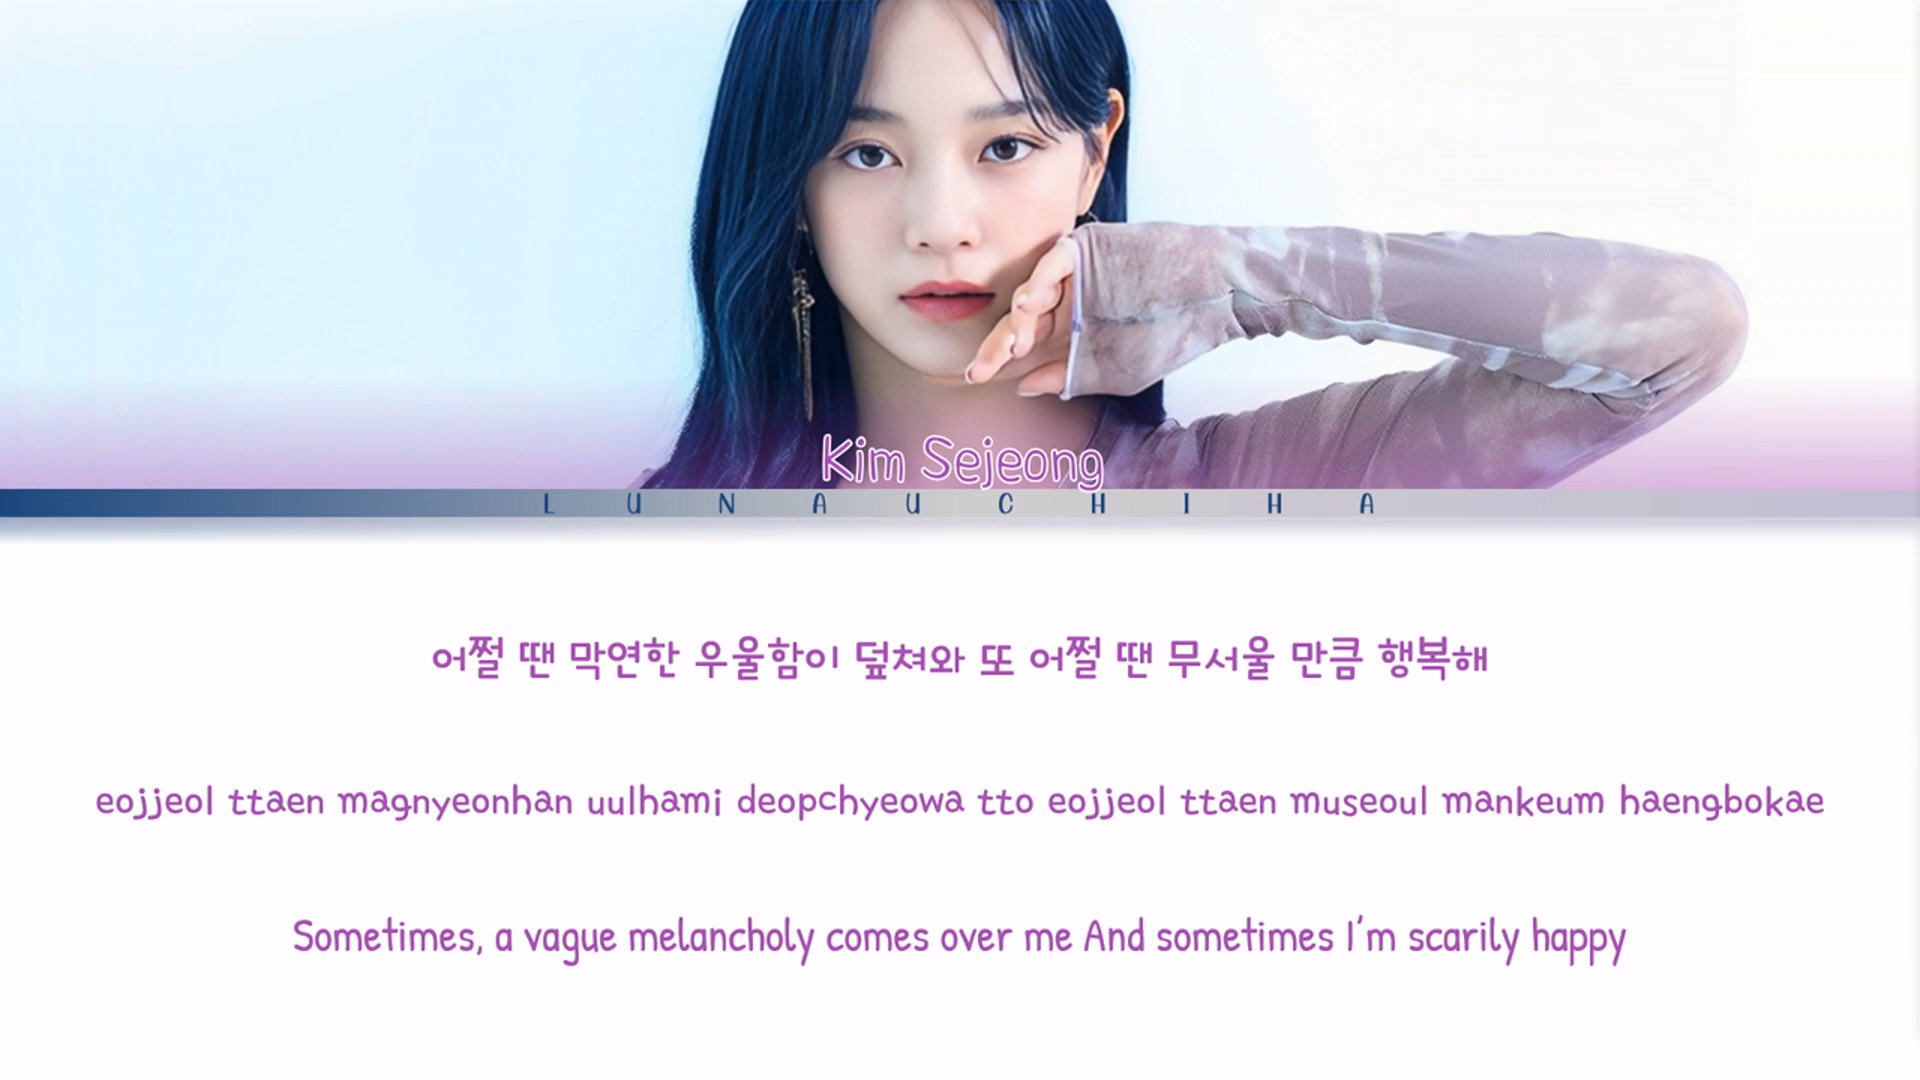 Kim Sejeong
LUNAUCHIHA
어쩔 땐 막연한 우울함이 덮쳐와 또 어쩔 땐 무서울 만큼 행복해
eojjeol ttaen magnyeonhan uulhami deopchyeowa tto eojjeol ttaen museoul mankeum haengbokae
Sometimes, a vague melancholy comes over me And sometimes I'm scarily happy